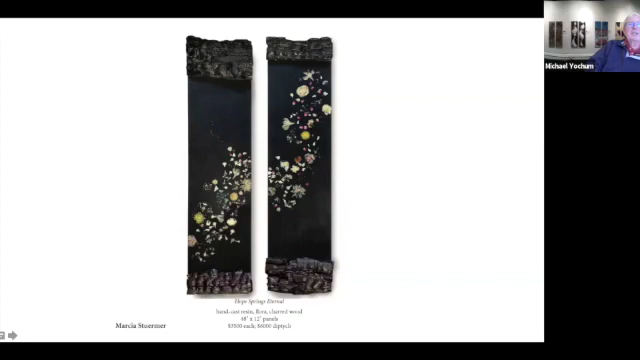 Michael Yochum
Hope Springs Eternal
hand-cast resin, flora, charred wood
48" x 12" panels
$3500 each; $6000 diptych
Marcia Stuermer